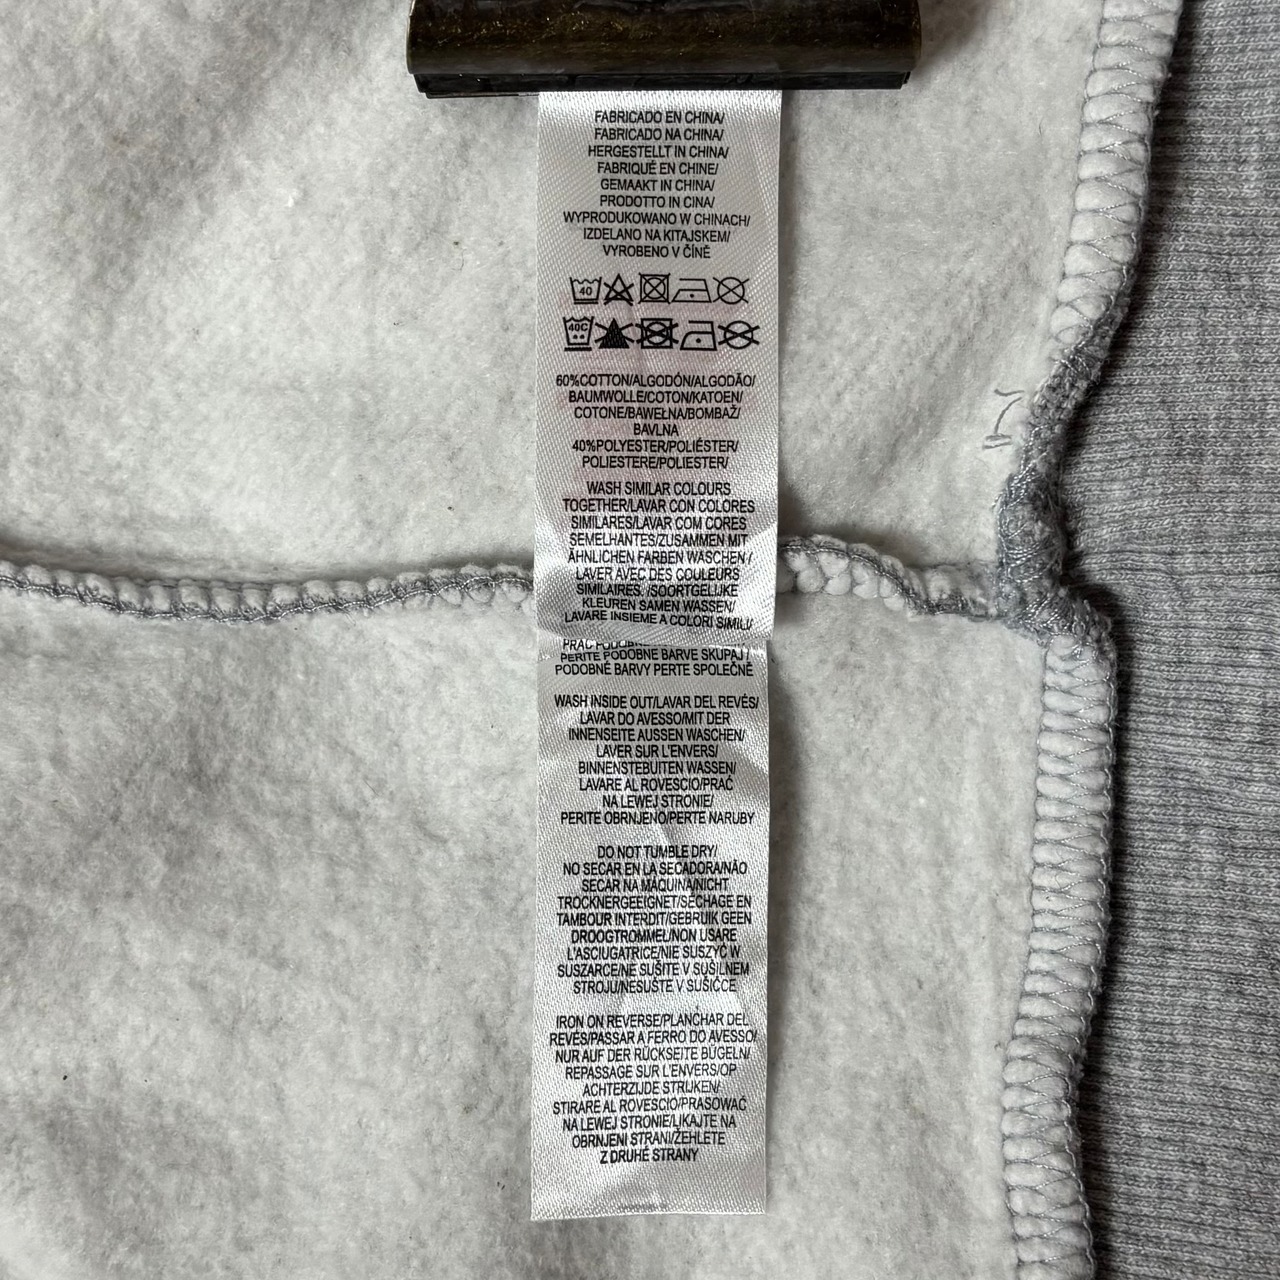 FABRICADO EN CHINA/
FABRICADO NA CHINA/
HERGESTELLT IN CHINA/
FABRIQUÉ EN CHINE/
GEMAAKT IN CHINA/
PRODOTTO IN CINA/
WYPRODUKOWANO W CHINACH/
IZDELANO NA KITAJSKEM/
VYROBENO V ČÍNĚ
40
40C
60%COTTON/ALGODÓN/ALGODÃO/
BAUMWOLLE/COTON/KATOEN/
COTONE/BAWEŁNA/BOMBAŽ/
BAVLNA
40%POLYESTER/POLIÉSTER/
POLIESTERE/POLIESTER/
WASH SIMILAR COLOURS
TOGETHER/LAVAR CON COLORES
SIMILARES/LAVAR COM CORES
SEMELHANTES/ZUSAMMEN MIT
ÄHNLICHEN FARBEN WASCHEN /
LAVER AVEC DES COULEURS
SIMILAIRES. /SOORTGELIJKE
KLEUREN SAMEN WASSEN/
LAVARE INSIEME A COLORI SIMILI/
PRAĆ
PERITE PODOBNE BARVE SKUPAJ /
PODOBNÉ BARVY PERTE SPOLEČNĚ
WASH INSIDE OUT/LAVAR DEL REVÉS/
LAVAR DO AVESSO/MIT DER
INNENSEITE AUSSEN WASCHEN/
LAVER SUR L'ENVERS/
BINNENSTEBUITEN WASSEN/
LAVARE AL ROVESCIO/PRAĆ
NA LEWEJ STRONIE/
PERITE OBRNJENO/PERTE NARUBY
DO NOT TUMBLE DRY/
NO SECAR EN LA SECADORA/NÃO
SECAR NA MÁQUINA/NICHT
TROCKNERGEEIGNET/SÉCHAGE EN
TAMBOUR INTERDIT/GEBRUIK GEEN
DROOGTROMMEL/NON USARE
L'ASCIUGATRICE/NIE SUSZYĆ W
SUSZARCE/NE SUŠITE V SUŠILNEM
STROJU/NESUŠTE V SUŠIČCE
IRON ON REVERSE/PLANCHAR DEL
REVÉS/PASSAR A FERRO DO AVESSO/
NUR AUF DER RÜCKSEITE BÜGELN/
REPASSAGE SUR L'ENVERS/OP
ACHTERZIJDE STRIJKEN/
STIRARE AL ROVESCIO/PRASOWAĆ
NA LEWEJ STRONIE/LIKAJTE NA
OBRNJENI STRANI/ŽEHLETE
Z DRUHÉ STRANY